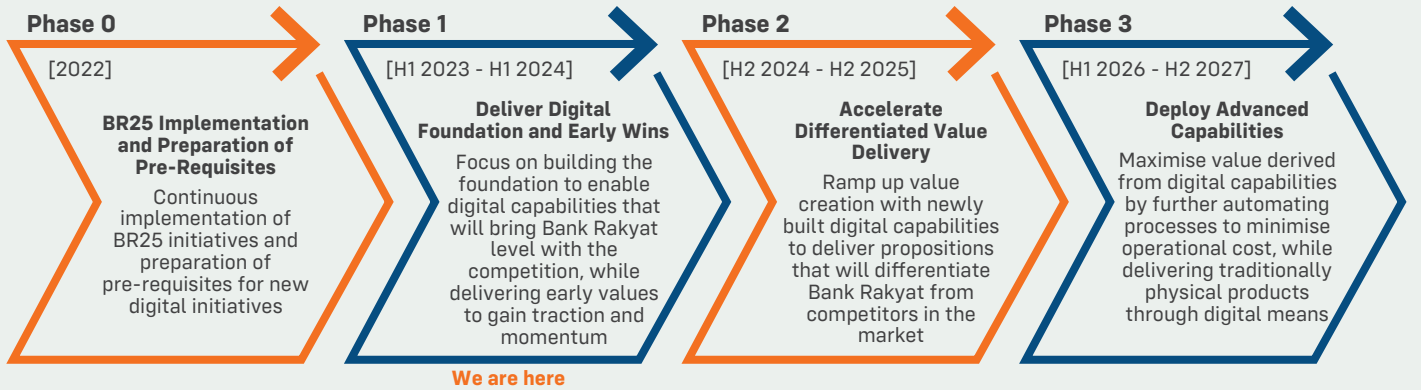 Phase 0
[2022]
BR25 Implementation
and Preparation of
Pre-Requisites
Continuous
implementation of
BR25 initiatives and
preparation of
pre-requisites for new
digital initiatives
Phase 1
[H1 2023 - H1 2024]
Deliver Digital
Foundation and Early Wins
Focus on building the
foundation to enable
digital capabilities that
will bring Bank Rakyat
level with the
competition, while
delivering early values
to gain traction and
momentum
We are here
Phase 2
[H2 2024 - H2 2025]
Accelerate
Differentiated Value
Delivery
Ramp up value
creation with newly
built digital capabilities
to deliver propositions
that will differentiate
Bank Rakyat from
competitors in the
market
Phase 3
[H1 2026 - H2 2027]
Deploy Advanced
Capabilities
Maximise value derived
from digital capabilities
by further automating
processes to minimise
operational cost, while
delivering traditionally
physical products
through digital means